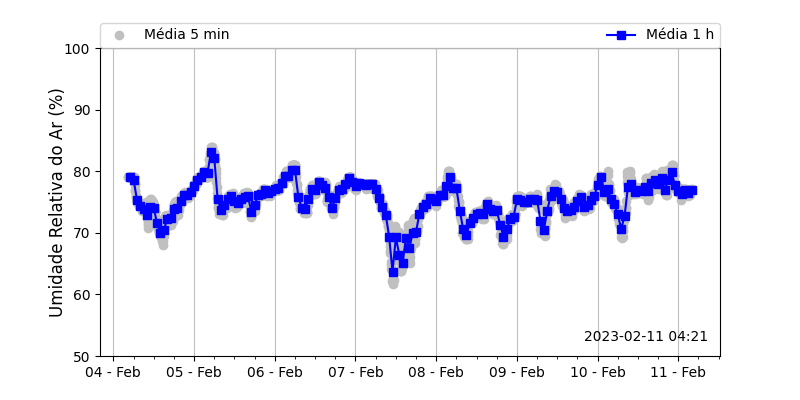 Média 5 min
Média 1 h
Umidade Relativa do Ar (%)
100
90
80
70
60
50
2023-02-11 04:21
04 - Feb
05 - Feb
06 - Feb
07 - Feb
08 - Feb
09 - Feb
10 - Feb
11 - Feb